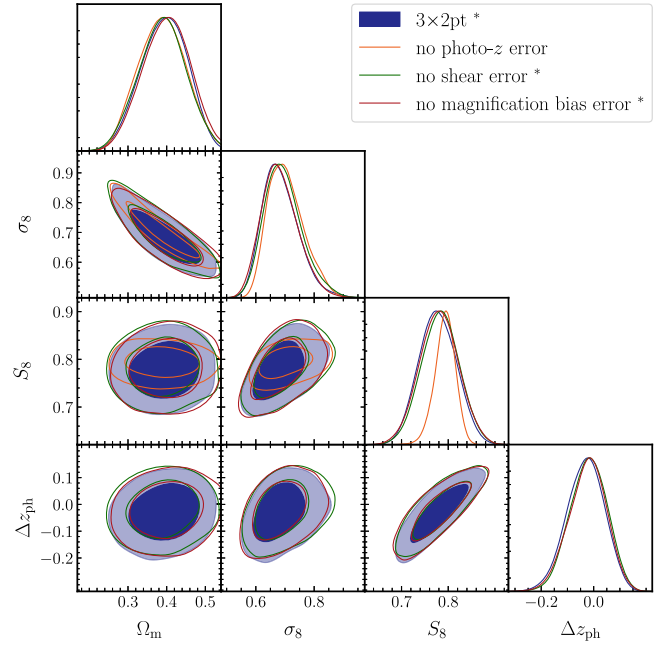 3×2pt *
no photo-z error
no shear error *
no magnification bias error *
0.9
0.8
0.7
0.6
σ8
0.9
0.8
0.7
S8
0.1
0.0
−0.1
−0.2
Δzph
0.3 0.4 0.5
0.6 0.8
0.7 0.8
−0.2 0.0
Ωm σ8 S8 Δzph